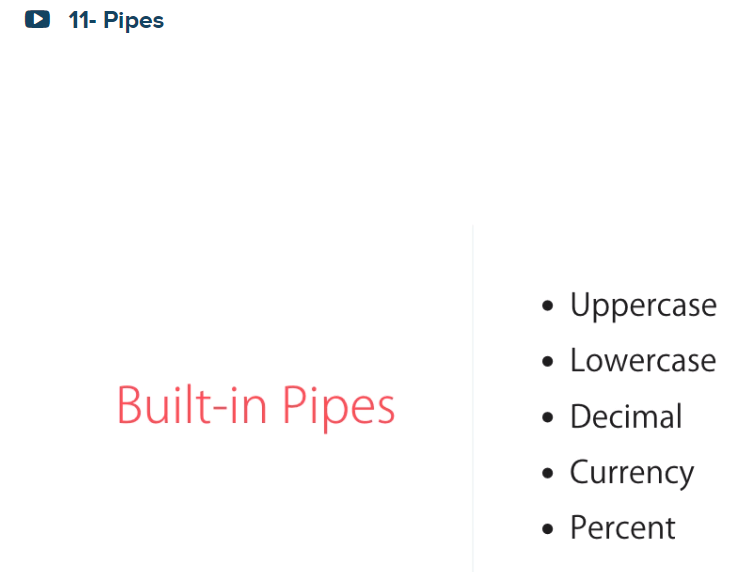 11- Pipes
Built-in Pipes
• Uppercase
• Lowercase
• Decimal
• Currency
• Percent